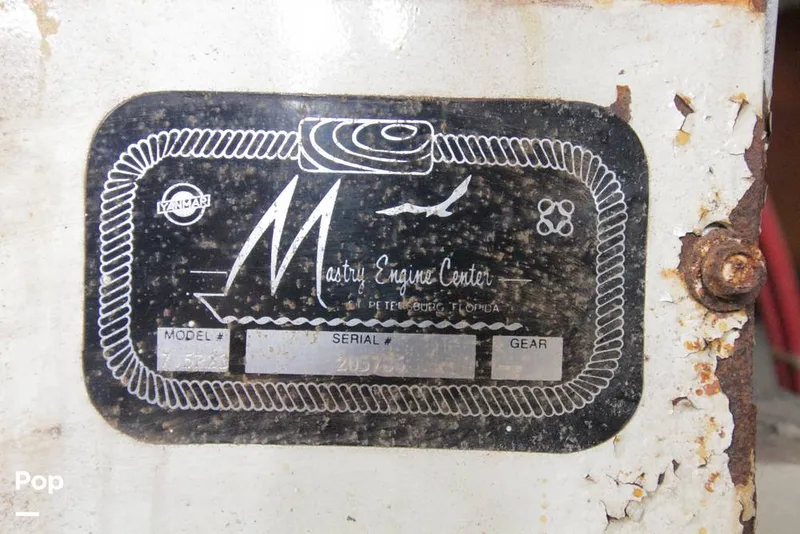 YANMAR
Mastry Engine Center
ST. PETERSBURG FLORIDA
MODEL #
SERIAL #
GEAR
Pop